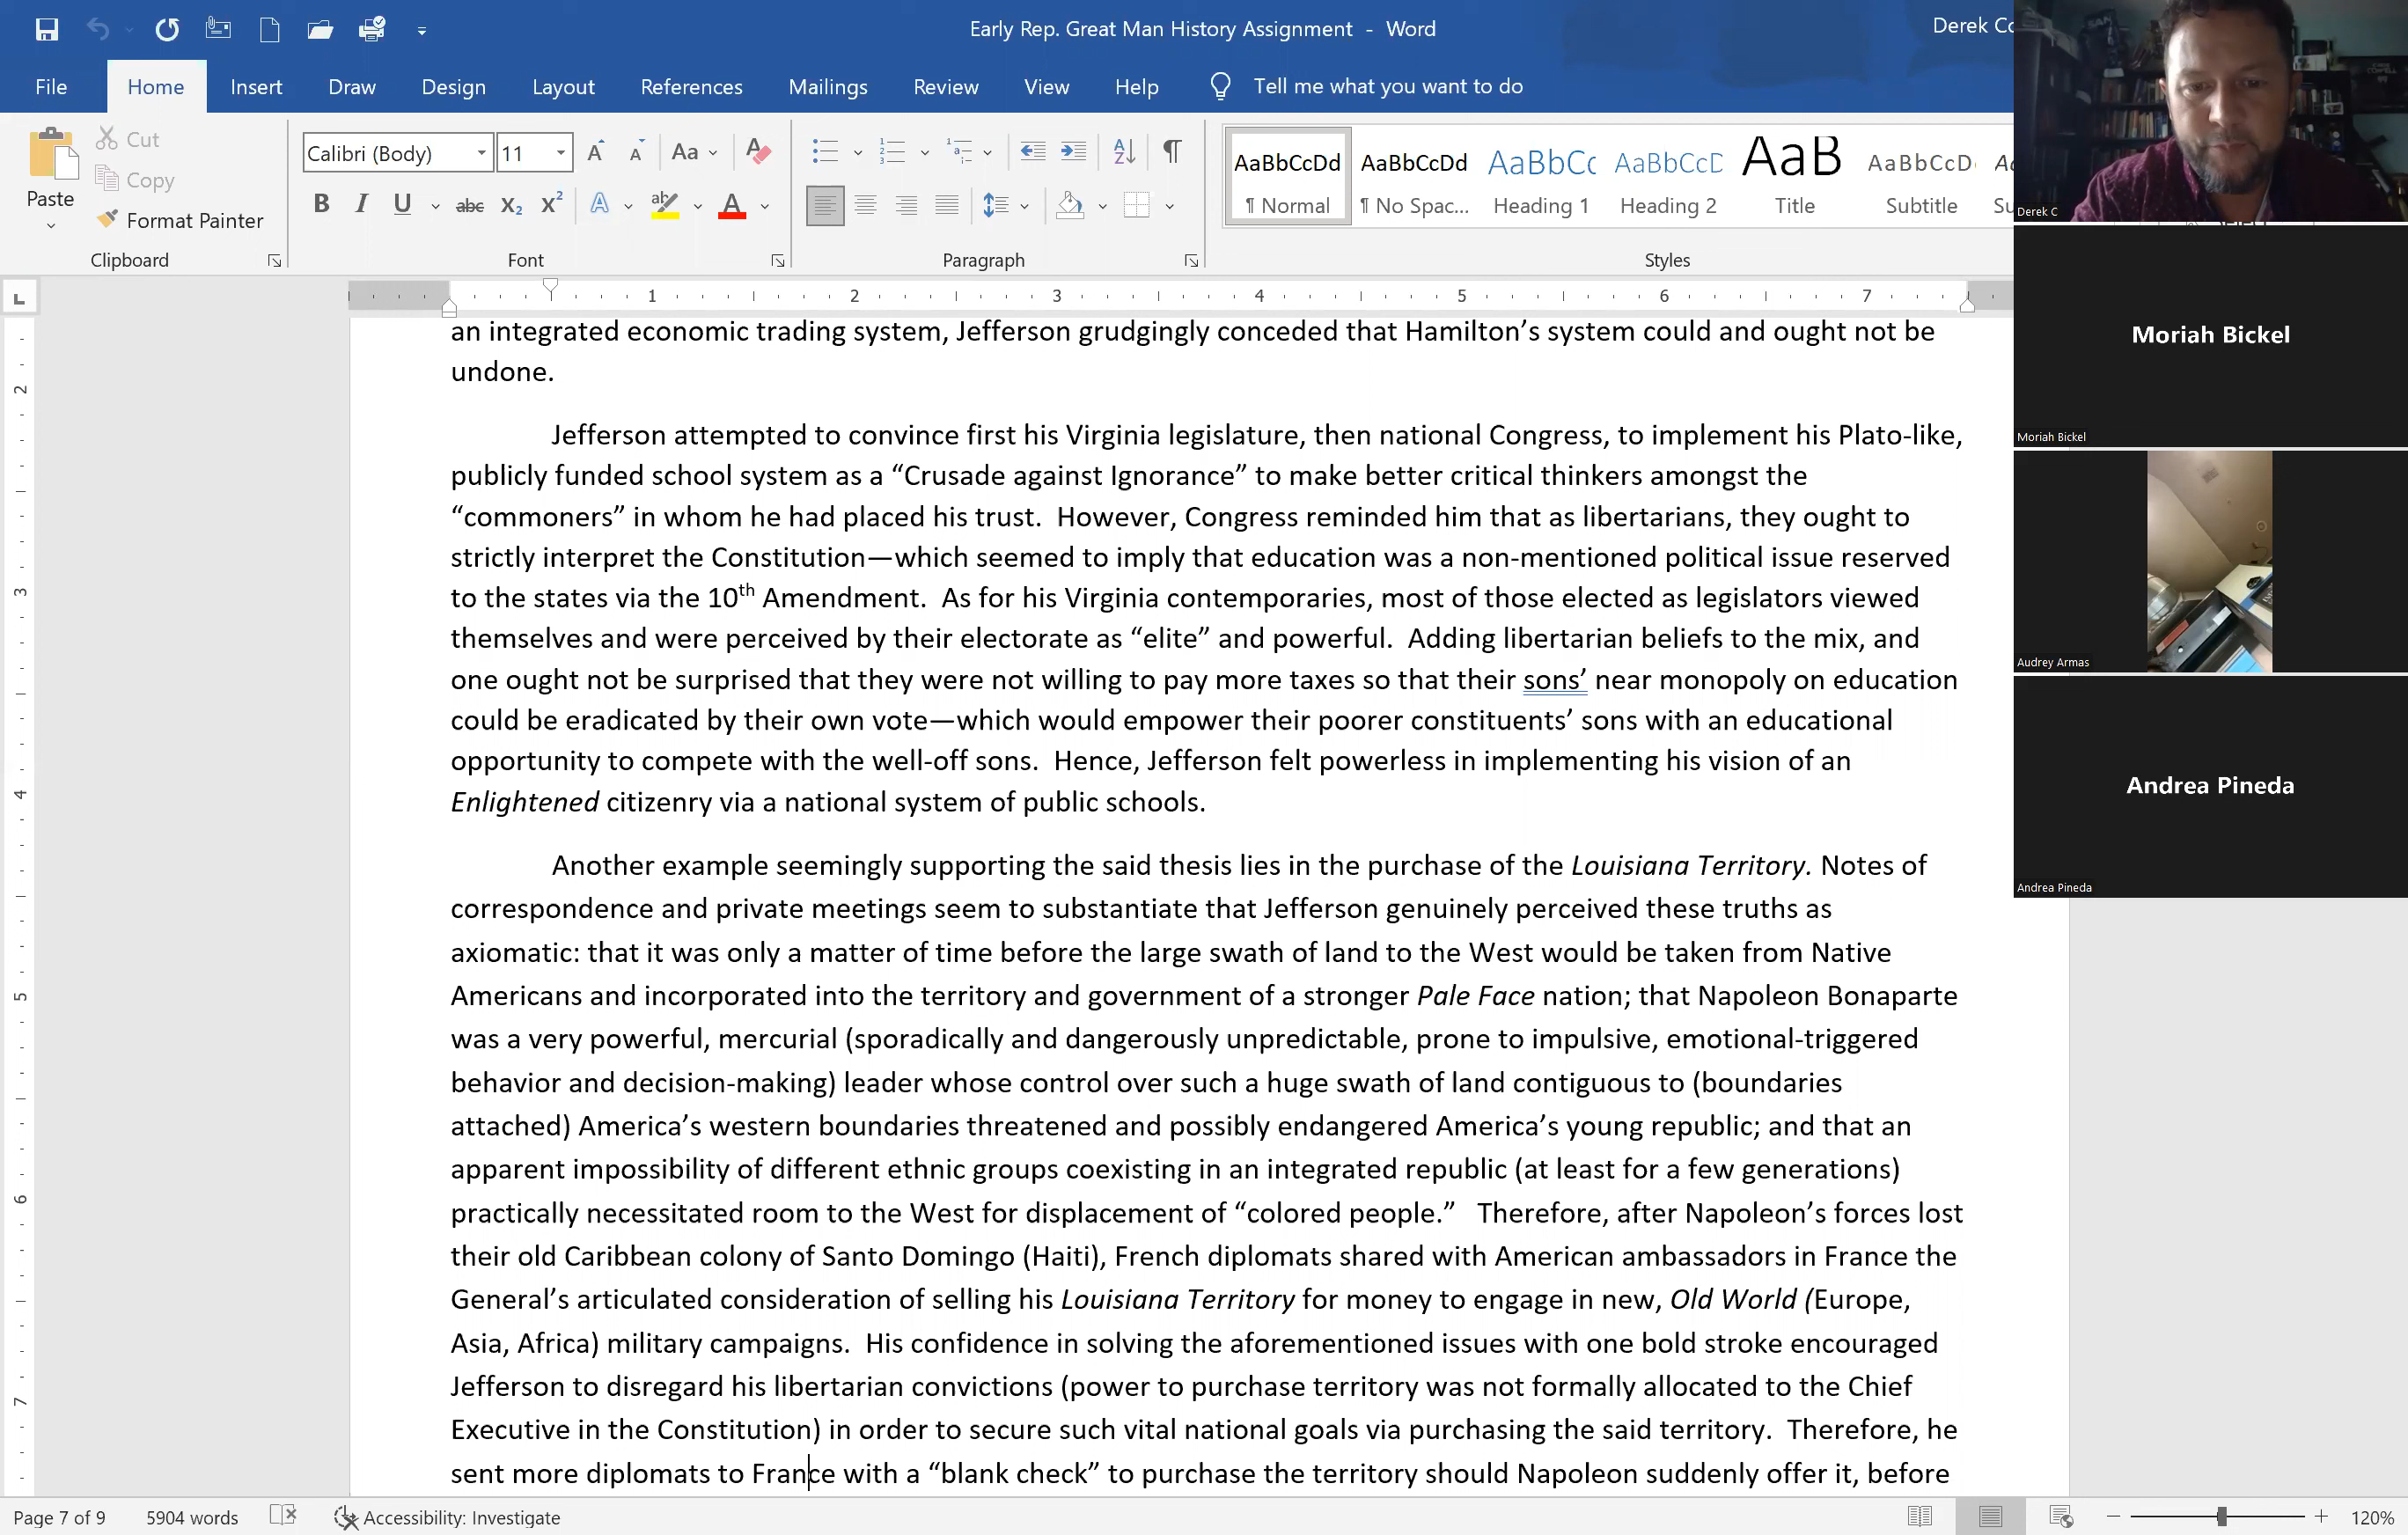 Early Rep. Great Man History Assignment - Word
Derek
File Home Insert Draw Design Layout References Mailings Review View Help Tell me what you want to do
Paste
Cut
Copy
Format Painter
Clipboard
Calibri (Body) 11
Font
Paragraph
AaBbCcDd AaBbCcDd AaBbCc AaBbCcD AaB AaBbCcD
¶ Normal ¶ No Spac... Heading 1 Heading 2 Title Subtitle
Styles
Derek C
1 2 3 4 5 6 7
an integrated economic trading system, Jefferson grudgingly conceded that Hamilton’s system could and ought not be
undone.
Jefferson attempted to convince first his Virginia legislature, then national Congress, to implement his Plato-like,
publicly funded school system as a “Crusade against Ignorance” to make better critical thinkers amongst the
“commoners” in whom he had placed his trust.  However, Congress reminded him that as libertarians, they ought to
strictly interpret the Constitution—which seemed to imply that education was a non-mentioned political issue reserved
to the states via the 10th Amendment.  As for his Virginia contemporaries, most of those elected as legislators viewed
themselves and were perceived by their electorate as “elite” and powerful.  Adding libertarian beliefs to the mix, and
one ought not be surprised that they were not willing to pay more taxes so that their sons’ near monopoly on education
could be eradicated by their own vote—which would empower their poorer constituents’ sons with an educational
opportunity to compete with the well-off sons.  Hence, Jefferson felt powerless in implementing his vision of an
Enlightened citizenry via a national system of public schools.
Another example seemingly supporting the said thesis lies in the purchase of the Louisiana Territory. Notes of
correspondence and private meetings seem to substantiate that Jefferson genuinely perceived these truths as
axiomatic: that it was only a matter of time before the large swath of land to the West would be taken from Native
Americans and incorporated into the territory and government of a stronger Pale Face nation; that Napoleon Bonaparte
was a very powerful, mercurial (sporadically and dangerously unpredictable, prone to impulsive, emotional-triggered
behavior and decision-making) leader whose control over such a huge swath of land contiguous to (boundaries
attached) America’s western boundaries threatened and possibly endangered America’s young republic; and that an
apparent impossibility of different ethnic groups coexisting in an integrated republic (at least for a few generations)
practically necessitated room to the West for displacement of “colored people.”   Therefore, after Napoleon’s forces lost
their old Caribbean colony of Santo Domingo (Haiti), French diplomats shared with American ambassadors in France the
General’s articulated consideration of selling his Louisiana Territory for money to engage in new, Old World (Europe,
Asia, Africa) military campaigns.  His confidence in solving the aforementioned issues with one bold stroke encouraged
Jefferson to disregard his libertarian convictions (power to purchase territory was not formally allocated to the Chief
Executive in the Constitution) in order to secure such vital national goals via purchasing the said territory.  Therefore, he
sent more diplomats to France with a “blank check” to purchase the territory should Napoleon suddenly offer it, before
2
3
4
5
6
7
Moriah Bickel
Moriah Bickel
Audrey Armas
Andrea Pineda
Andrea Pineda
Page 7 of 9 5904 words Accessibility: Investigate 120%